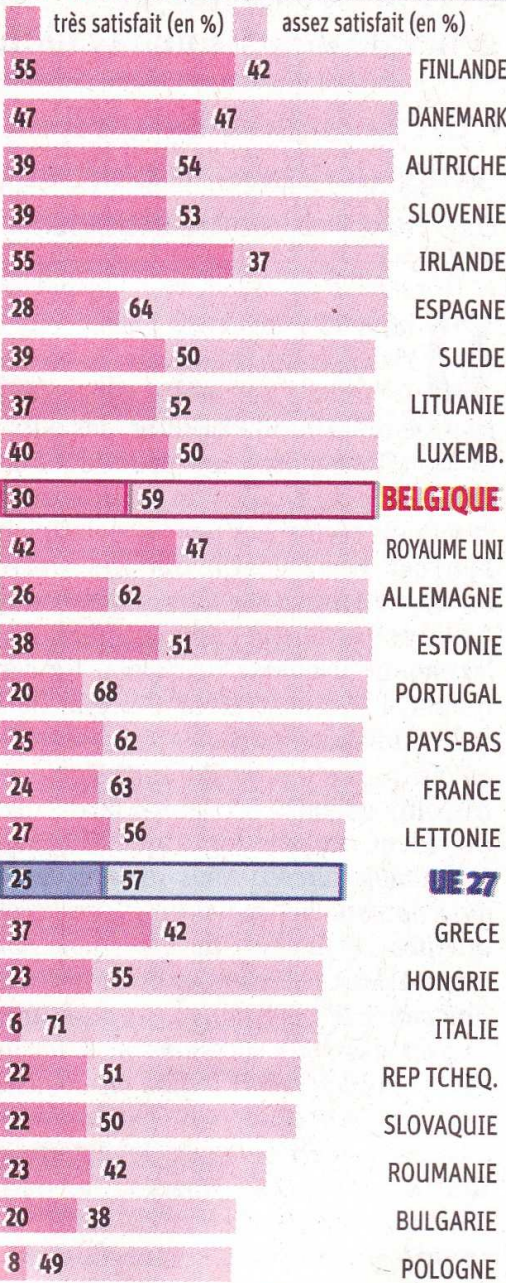 très satisfait (en %) assez satisfait (en %)
55 42 FINLANDE
47 47 DANEMARK
39 54 AUTRICHE
39 53 SLOVENIE
55 37 IRLANDE
28 64 ESPAGNE
39 50 SUEDE
37 52 LITUANIE
40 50 LUXEMB.
30 59 BELGIQUE
42 47 ROYAUME UNI
26 62 ALLEMAGNE
38 51 ESTONIE
20 68 PORTUGAL
25 62 PAYS-BAS
24 63 FRANCE
27 56 LETTONIE
25 57 UE 27
37 42 GRECE
23 55 HONGRIE
6 71 ITALIE
22 51 REP TCHEQ.
22 50 SLOVAQUIE
23 42 ROUMANIE
20 38 BULGARIE
8 49 POLOGNE